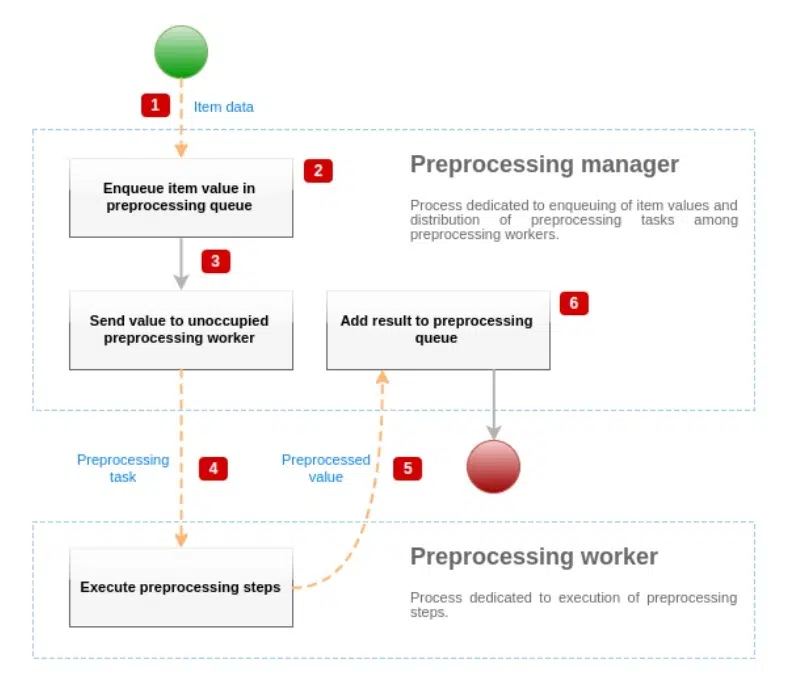 1
Item data
2
Enqueue item value in
preprocessing queue
Preprocessing manager
Process dedicated to enqueuing of item values and
distribution of preprocessing tasks among
preprocessing workers.
3
Send value to unoccupied
preprocessing worker
Add result to preprocessing
queue
6
Preprocessing
task
4
Preprocessed
value
5
Execute preprocessing steps
Preprocessing worker
Process dedicated to execution of preprocessing
steps.